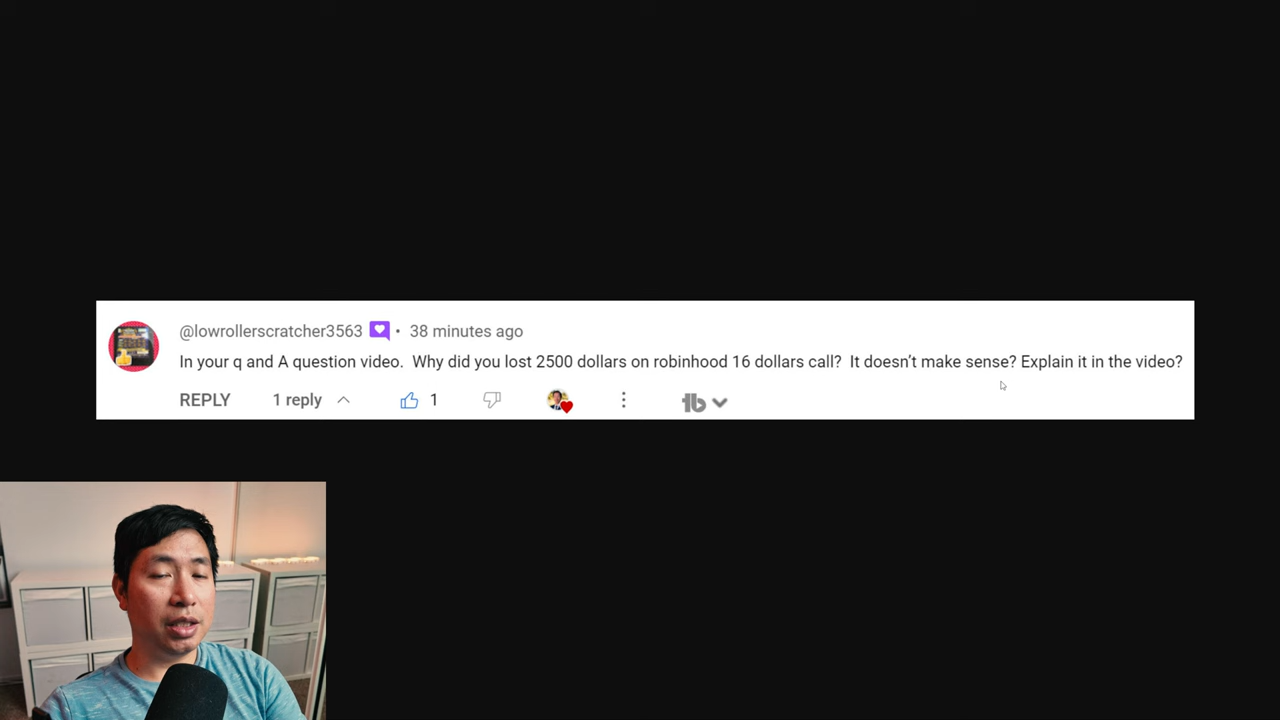 @lowrollerscratcher3563 • 38 minutes ago
In your q and A question video. Why did you lost 2500 dollars on robinhood 16 dollars call? It doesn't make sense? Explain it in the video?
REPLY 1 reply 1 tb